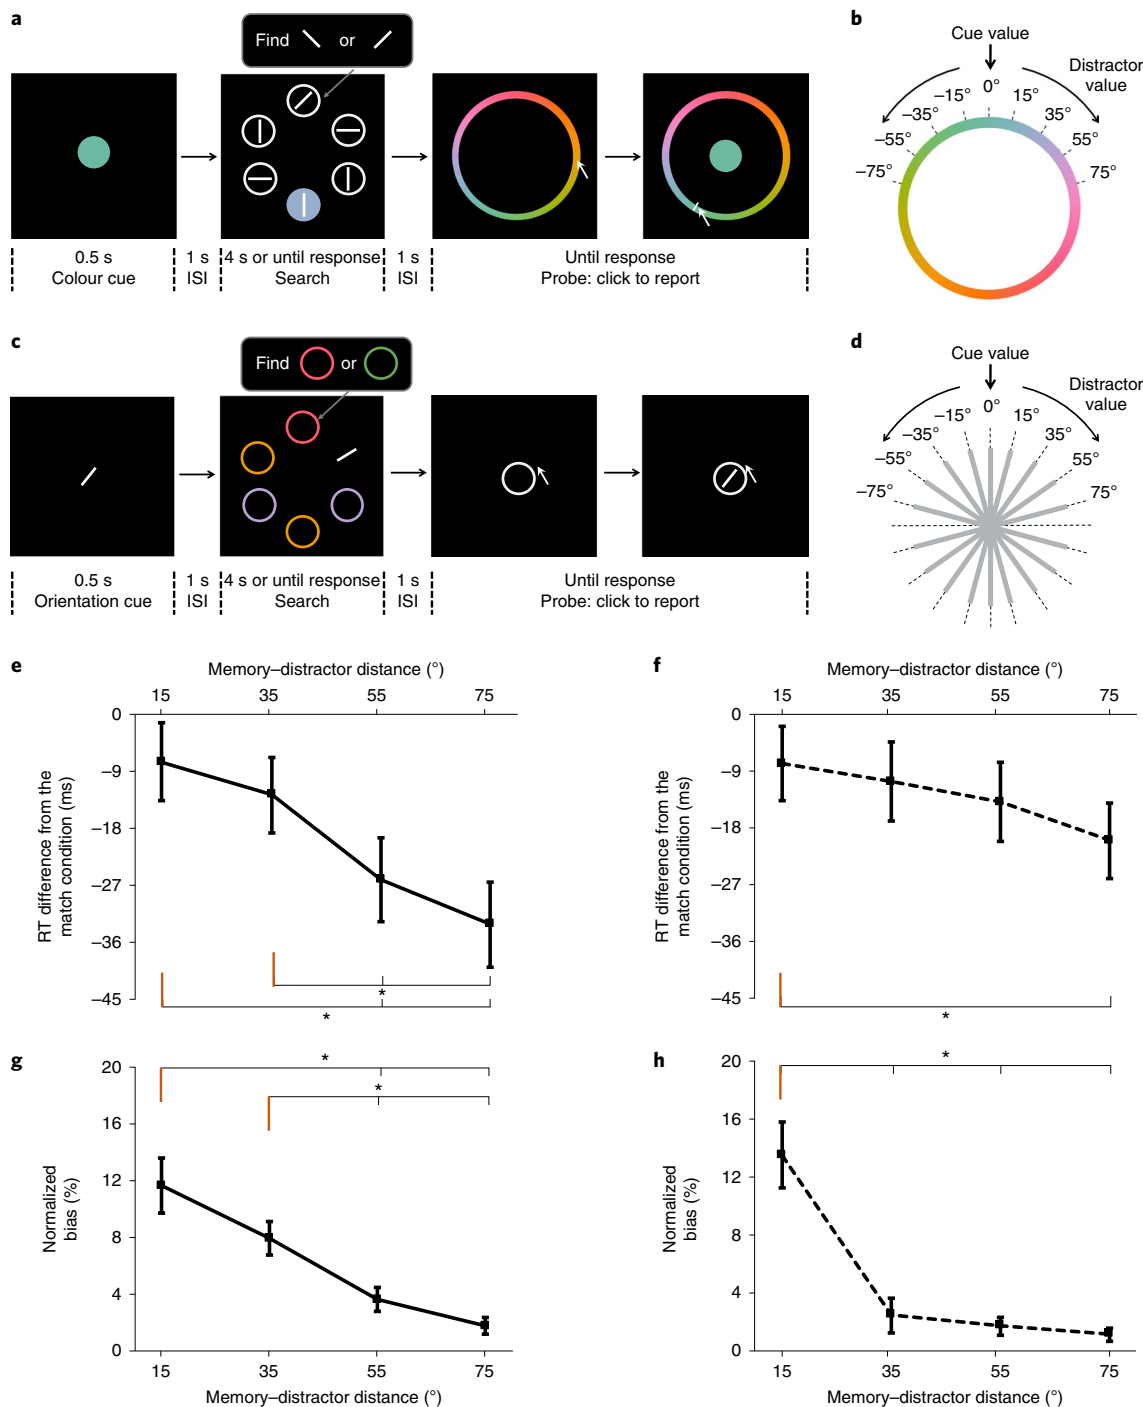 a
Find or
0.5 s
Colour cue
1 s
ISI
4 s or until response
Search
1 s
ISI
Until response
Probe: click to report
b
Cue value
Distractor
value
–75°
–55°
–35°
–15°
0°
15°
35°
55°
75°
c
Find or
0.5 s
Orientation cue
1 s
ISI
4 s or until response
Search
1 s
ISI
Until response
Probe: click to report
d
Cue value
Distractor
value
–75°
–55°
–35°
–15°
0°
15°
35°
55°
75°
e
Memory–distractor distance (°)
15 35 55 75
0
–9
–18
–27
–36
–45
RT difference from the
match condition (ms)
*
*
f
Memory–distractor distance (°)
15 35 55 75
0
–9
–18
–27
–36
–45
RT difference from the
match condition (ms)
*
g
*
*
20
16
12
8
4
0
Normalized
bias (%)
15 35 55 75
Memory–distractor distance (°)
h
*
20
16
12
8
4
0
Normalized
bias (%)
15 35 55 75
Memory–distractor distance (°)